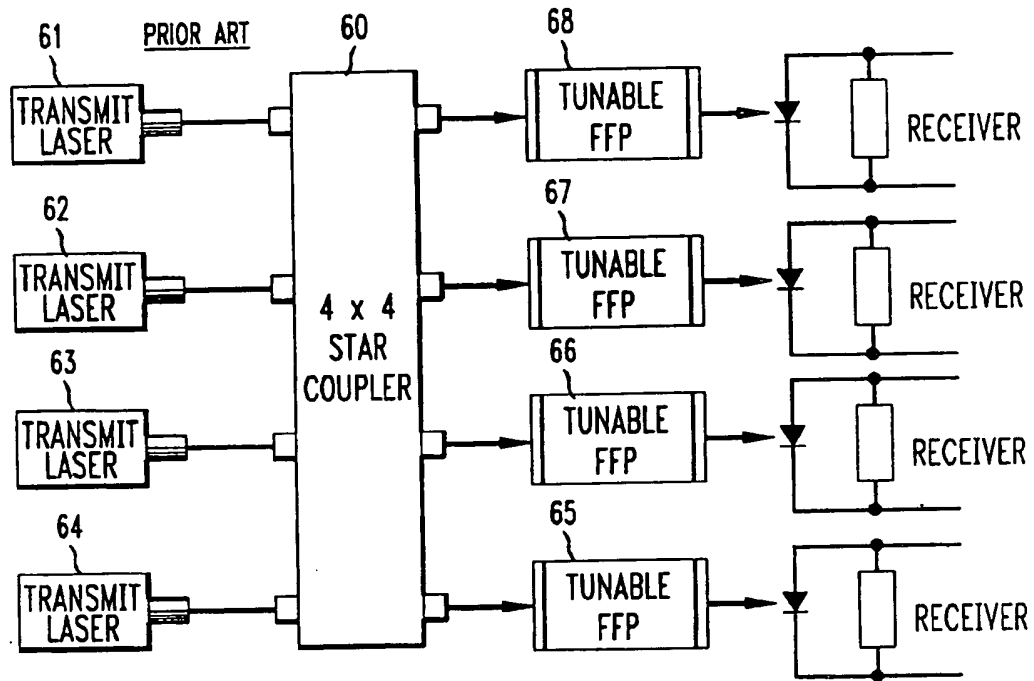 PRIOR ART
61
TRANSMIT
LASER
60
68
TUNABLE
FFP
RECEIVER
62
TRANSMIT
LASER
4 x 4
STAR
COUPLER
67
TUNABLE
FFP
RECEIVER
63
TRANSMIT
LASER
66
TUNABLE
FFP
RECEIVER
64
TRANSMIT
LASER
65
TUNABLE
FFP
RECEIVER